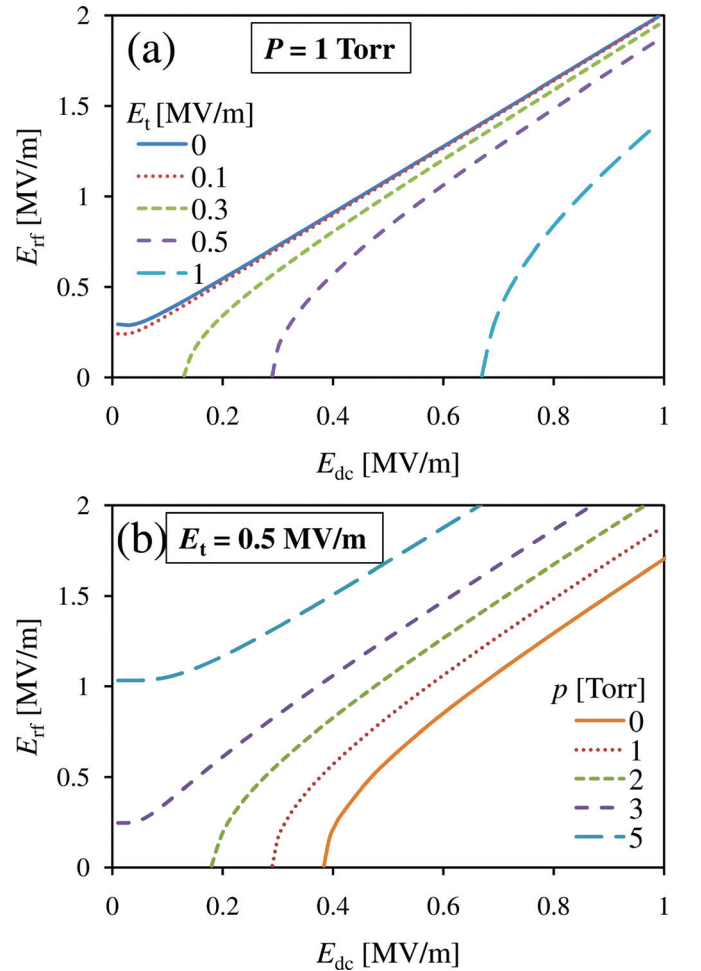 (a)
P = 1 Torr
Et [MV/m]
0
0.1
0.3
0.5
1
Erf [MV/m]
2
1.5
1
0.5
0
0 0.2 0.4 0.6 0.8 1
Edc [MV/m]
(b)
Et = 0.5 MV/m
p [Torr]
0
1
2
3
5
Erf [MV/m]
2
1.5
1
0.5
0
0 0.2 0.4 0.6 0.8 1
Edc [MV/m]